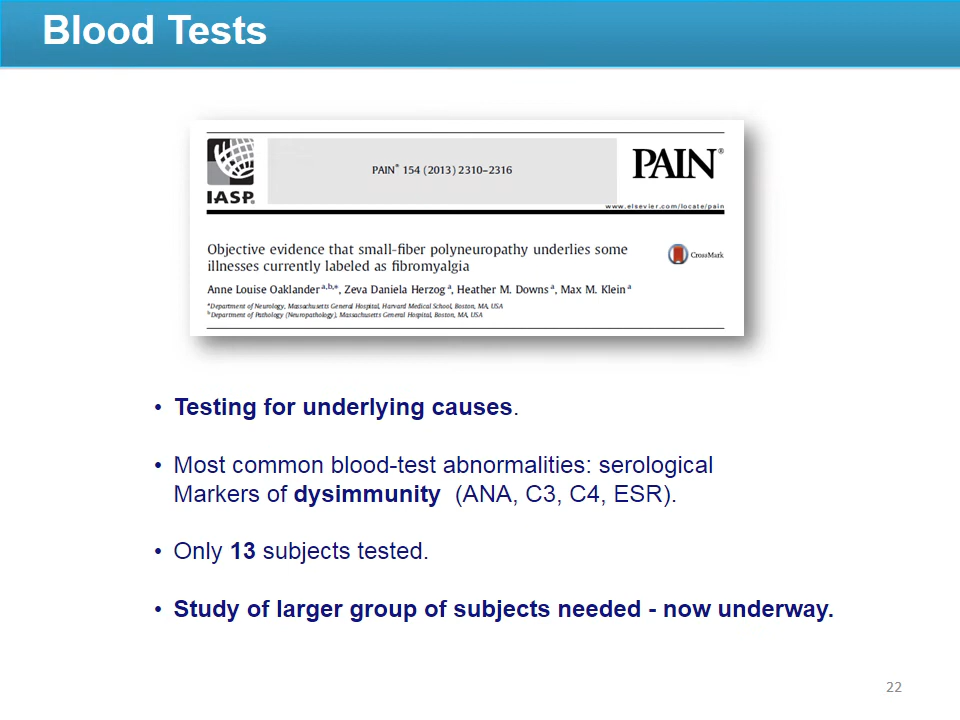 Blood Tests
IASP®
PAIN® 154 (2013) 2310–2316
PAIN®
www.elsevier.com/locate/pain
Objective evidence that small-fiber polyneuropathy underlies some
illnesses currently labeled as fibromyalgia
CrossMark
Anne Louise Oaklander a,b,*, Zeva Daniela Herzog a, Heather M. Downs a, Max M. Klein a
a Department of Neurology, Massachusetts General Hospital, Harvard Medical School, Boston, MA, USA
b Department of Pathology (Neuropathology), Massachusetts General Hospital, Boston, MA, USA
• Testing for underlying causes.
• Most common blood-test abnormalities: serological
Markers of dysimmunity (ANA, C3, C4, ESR).
• Only 13 subjects tested.
• Study of larger group of subjects needed - now underway.
22